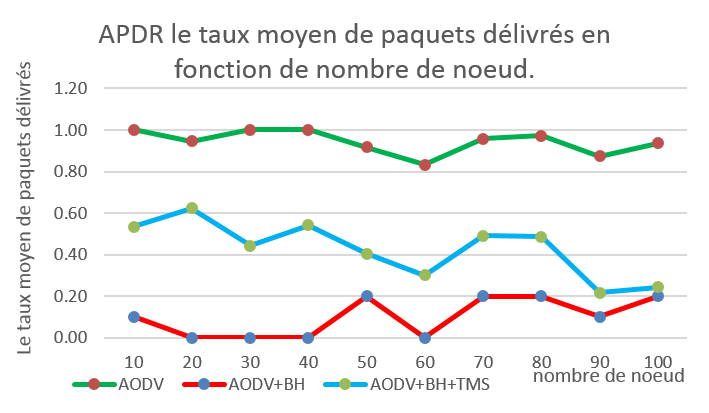 APDR le taux moyen de paquets délivrés en
fonction de nombre de noeud.
Le taux moyen de paquets délivrés
1.20
1.00
0.80
0.60
0.40
0.20
0.00
10 20 30 40 50 60 70 80 90 100
nombre de noeud
AODV AODV+BH AODV+BH+TMS